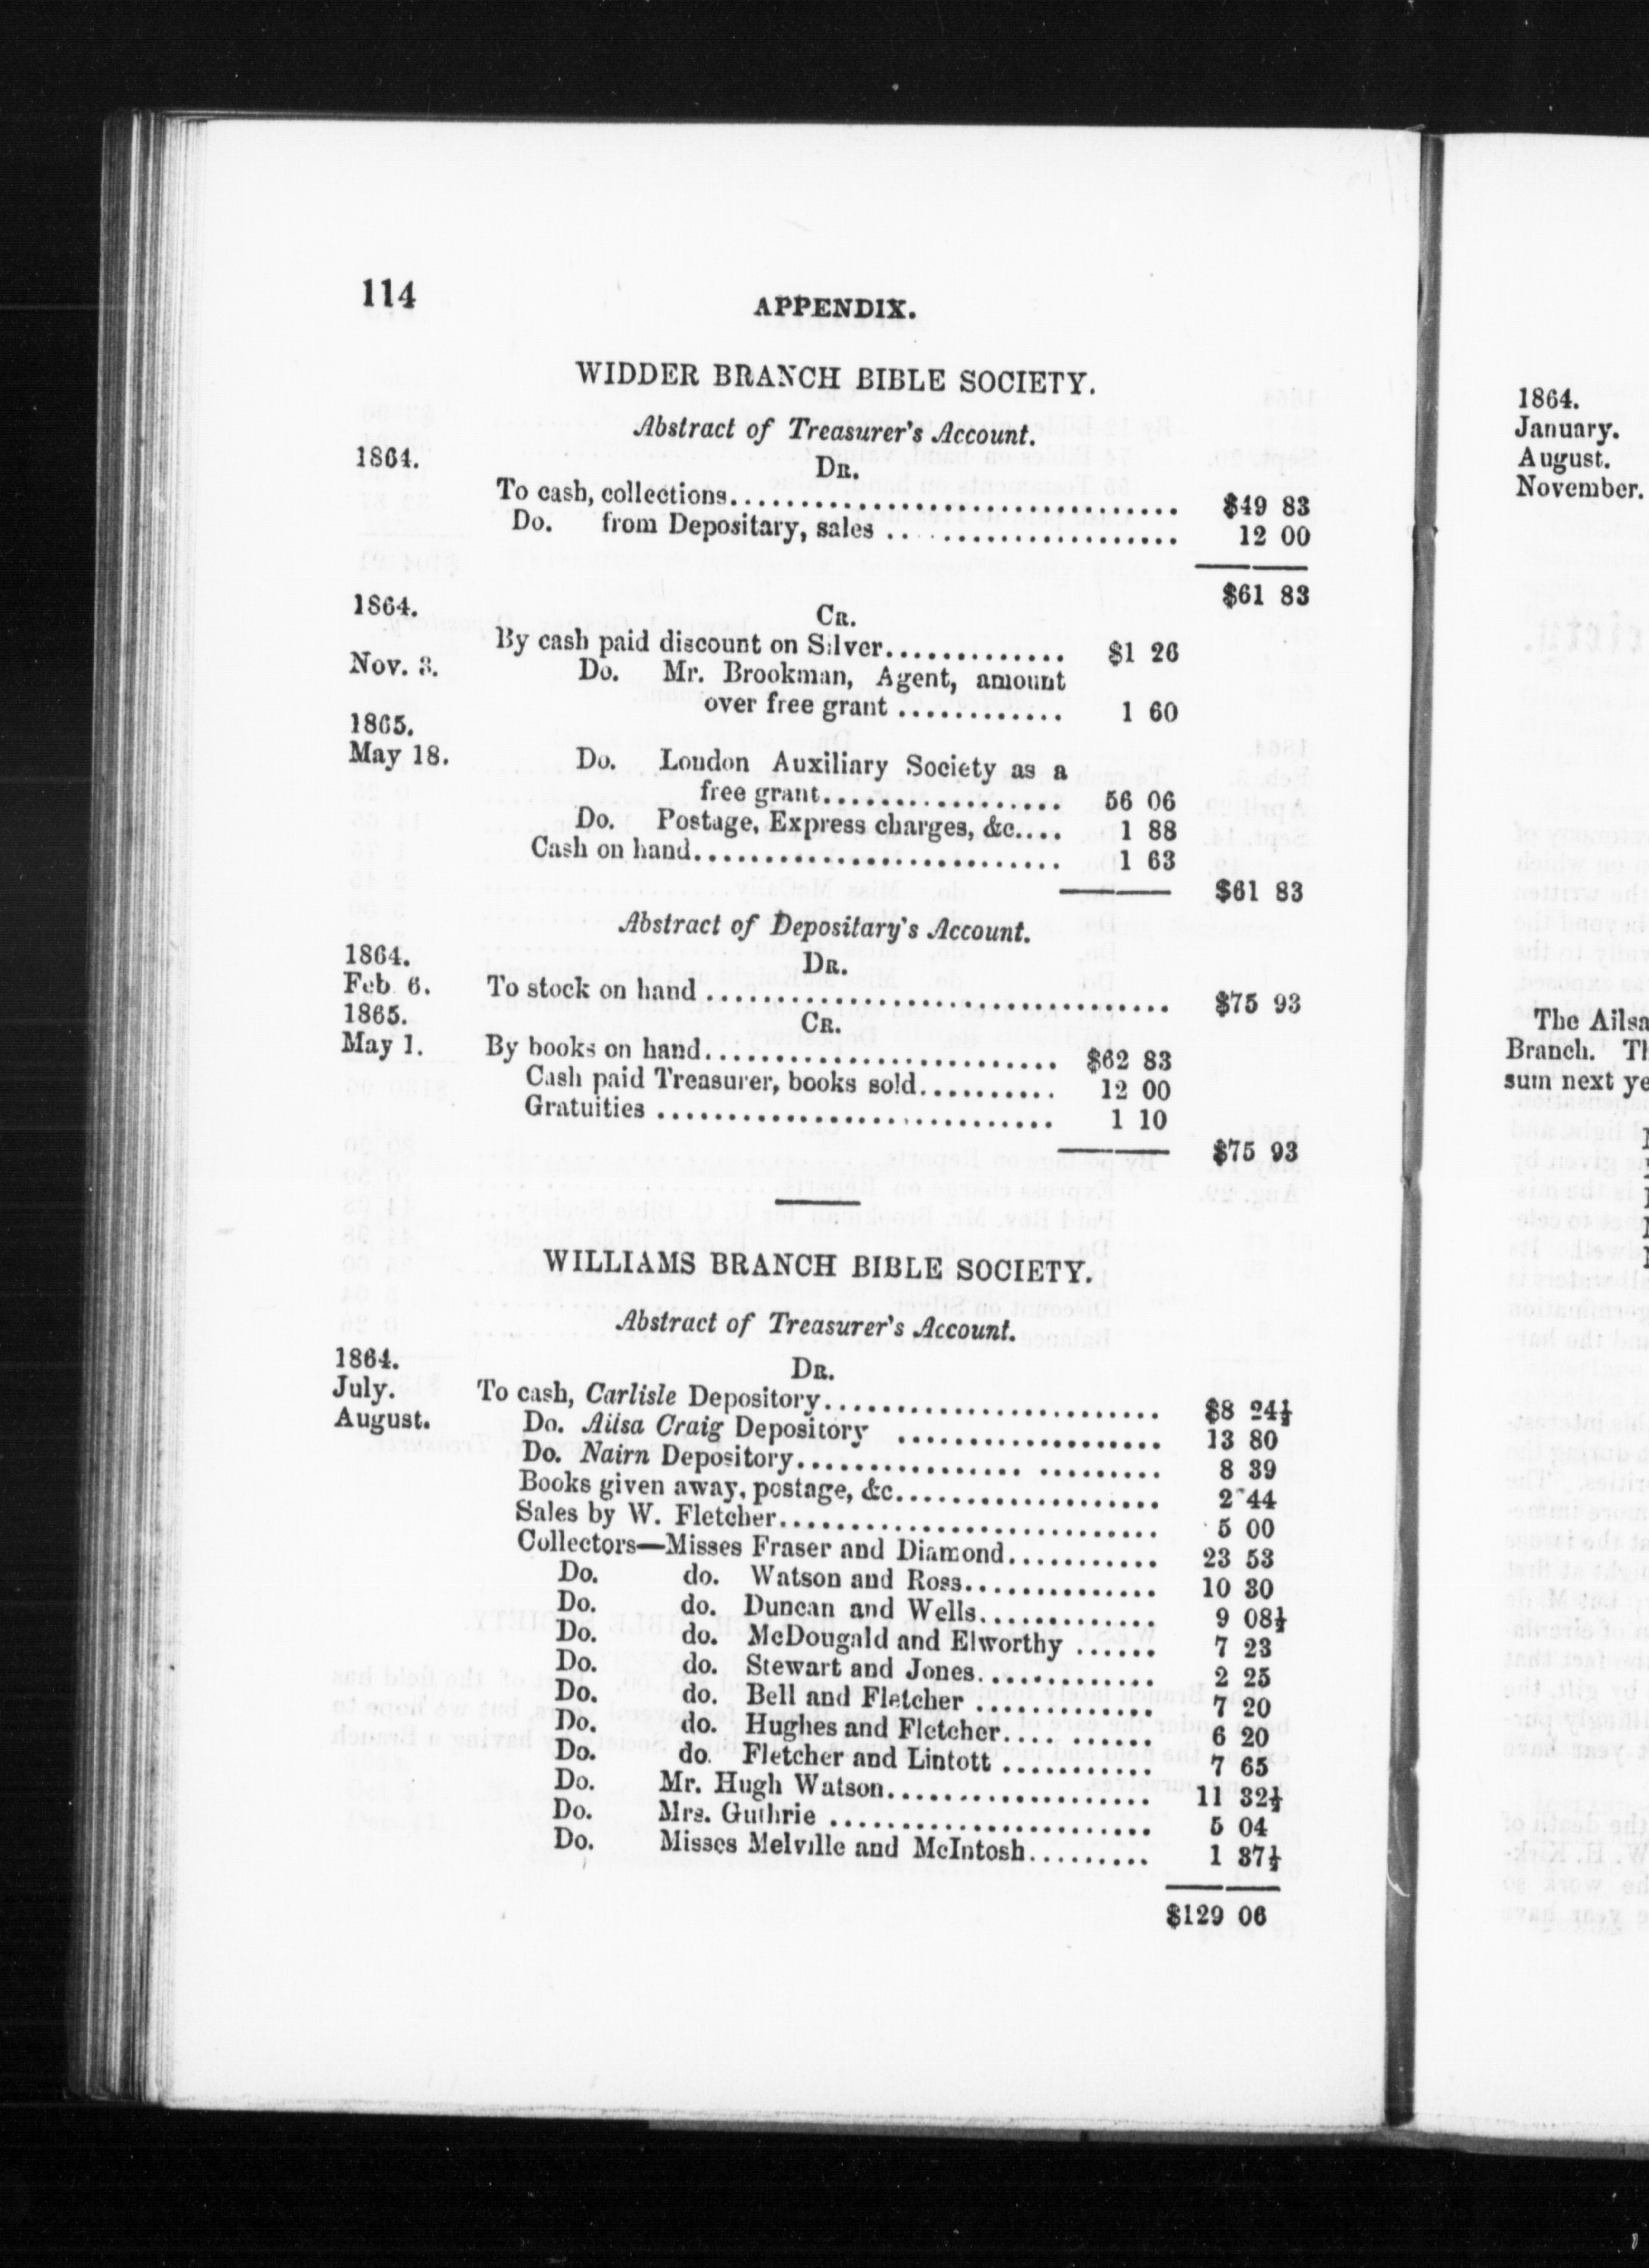 114
APPENDIX.
WIDDER BRANCH BIBLE SOCIETY.
Abstract of Treasurer's Account.
1864.
DR.
To cash, collections.................................. $49 83
Do. from Depositary, sales .................... 12 00
$61 83
1864.
CR.
By cash paid discount on Silver............. $1 26
Nov. 3. Do. Mr. Brookman, Agent, amount
over free grant ............ 1 60
1865.
May 18. Do. London Auxiliary Society as a
free grant................. 56 06
Do. Postage, Express charges, &c.... 1 88
Cash on hand.......................... 1 63
$61 83
Abstract of Depositary's Account.
1864.
DR.
Feb 6. To stock on hand ................................. $75 93
1865.
CR.
May 1. By books on hand......................... $62 83
Cash paid Treasurer, books sold.......... 12 00
Gratuities ............................ 1 10
$75 93
WILLIAMS BRANCH BIBLE SOCIETY.
Abstract of Treasurer's Account.
1864.
DR.
July. To cash, Carlisle Depository........................ $8 24½
August. Do. Ailsa Craig Depository ................... 13 80
Do. Nairn Depository......................... 8 39
Books given away, postage, &c................... 2 44
Sales by W. Fletcher........................... 5 00
Collectors—Misses Fraser and Diamond........... 23 53
Do. do. Watson and Ross.............. 10 30
Do. do. Duncan and Wells............. 9 08½
Do. do. McDougald and Elworthy ...... 7 23
Do. do. Stewart and Jones............. 2 25
Do. do. Bell and Fletcher ............. 7 20
Do. do. Hughes and Fletcher.... ...... 6 20
Do. do. Fletcher and Lintott ........... 7 65
Do. Mr. Hugh Watson................... 11 32½
Do. Mrs. Guthrie ....................... 5 04
Do. Misses Melville and McIntosh......... 1 37½
$129 06
1864.
January.
August.
November.
The Ailsa
Branch.
sum next